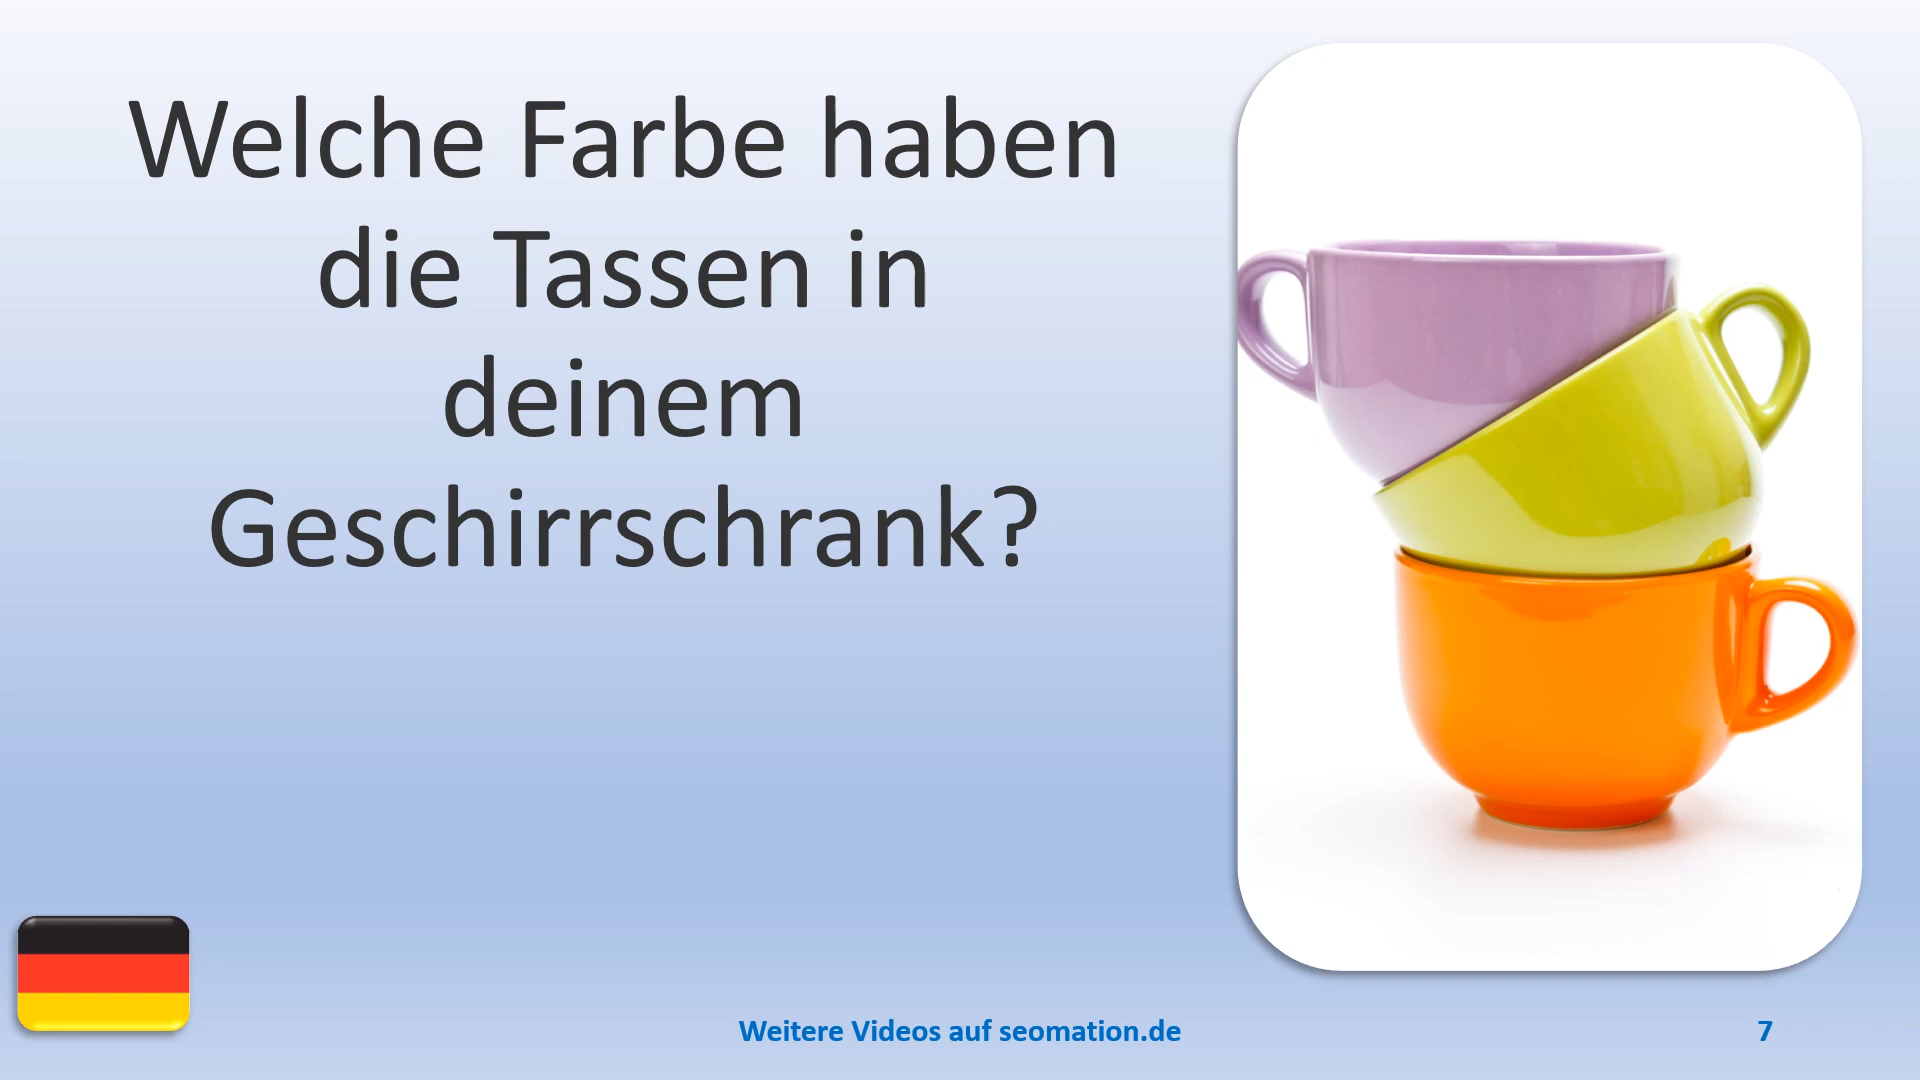 Welche Farbe haben
die Tassen in
deinem
Geschirrschrank?
Weitere Videos auf seomation.de
7